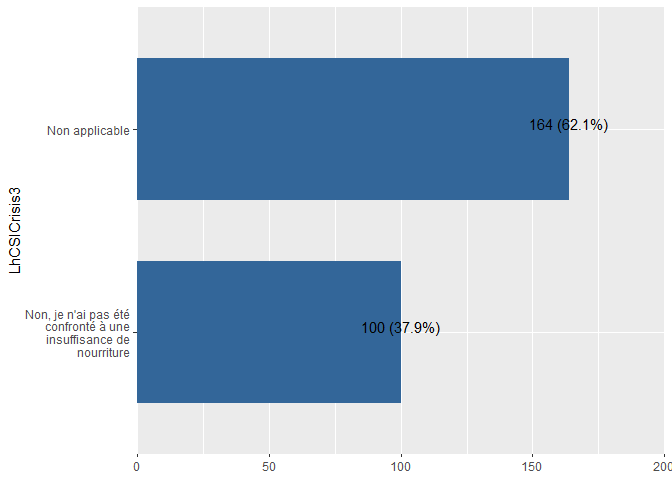 LhCSICrisis3
Non applicable
164 (62.1%)
Non, je n'ai pas été
confronté à une
insuffisance de
nourriture
100 (37.9%)
0
50
100
150
200